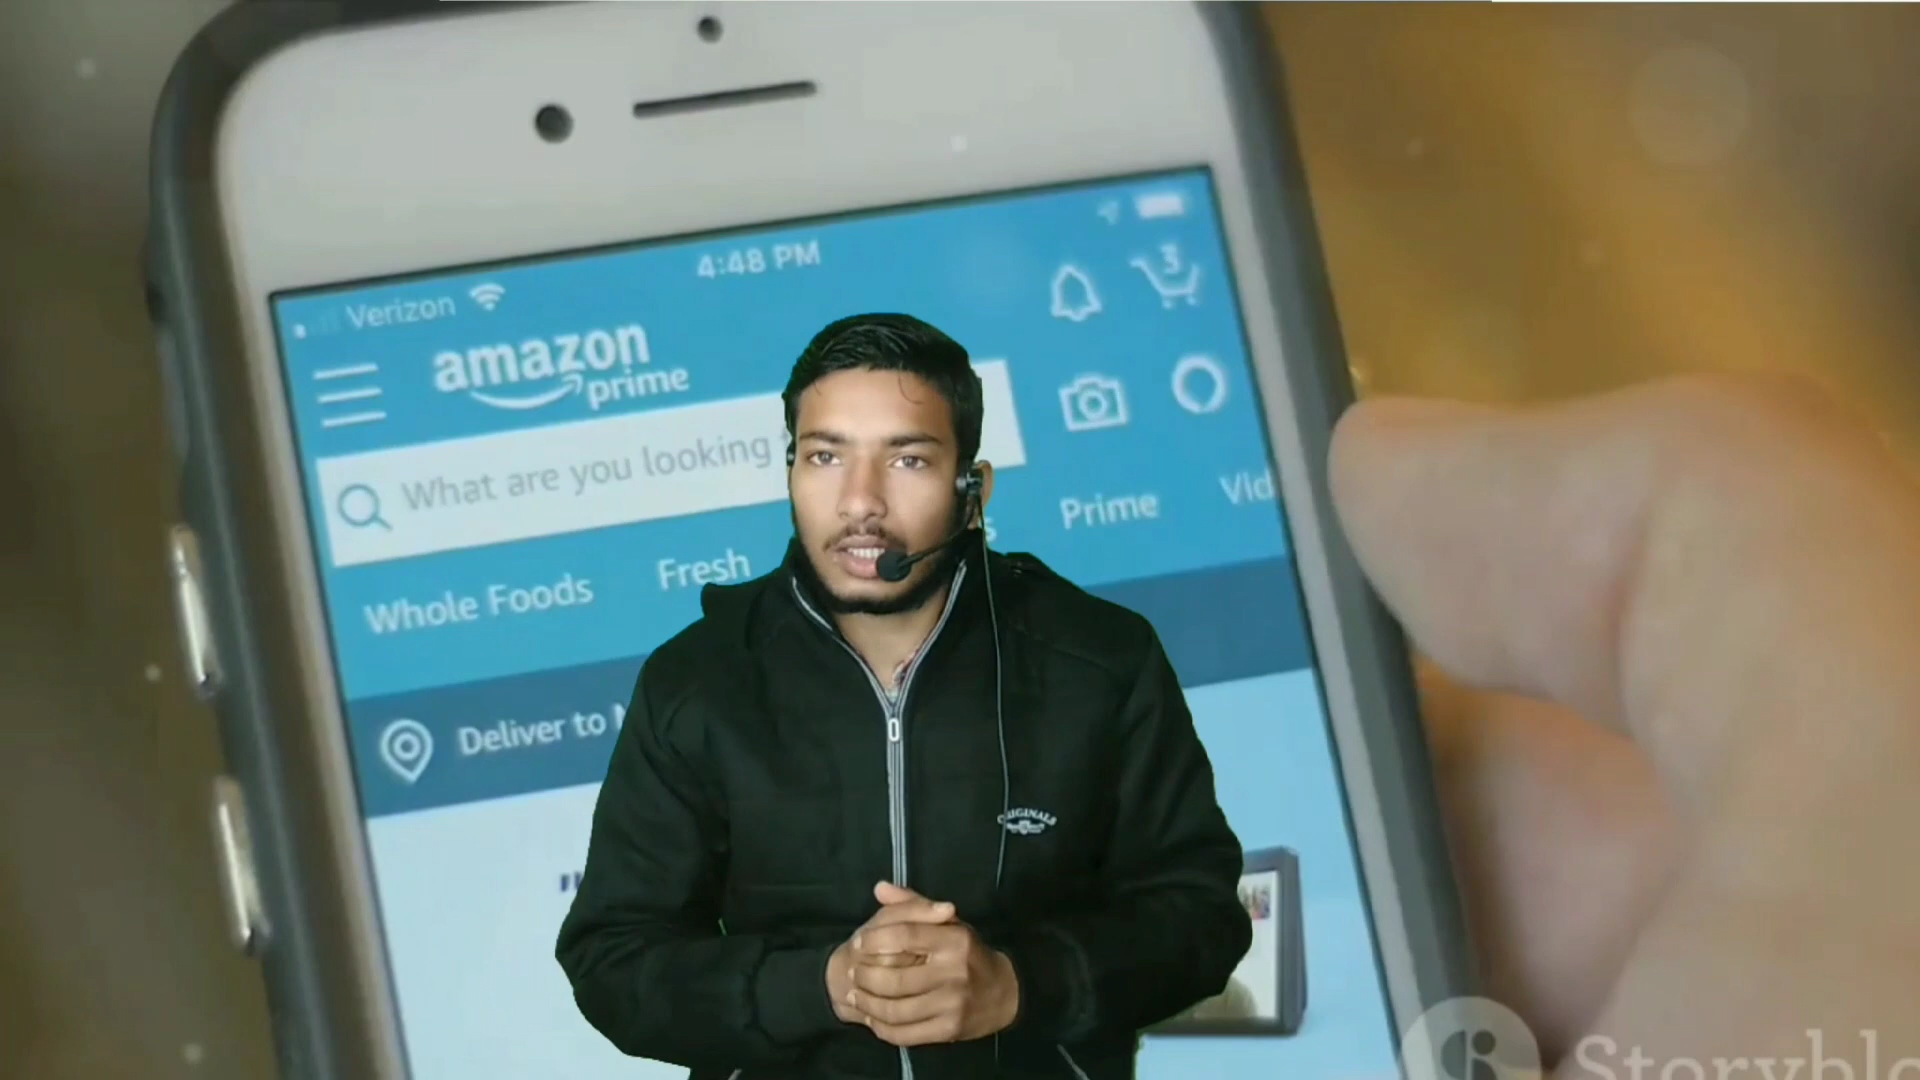 4:48 PM
Verizon
3
amazon
prime
What are you looking
Whole Foods
Fresh
Prime
Vid
Deliver to
ORIGINALS
Storyblo